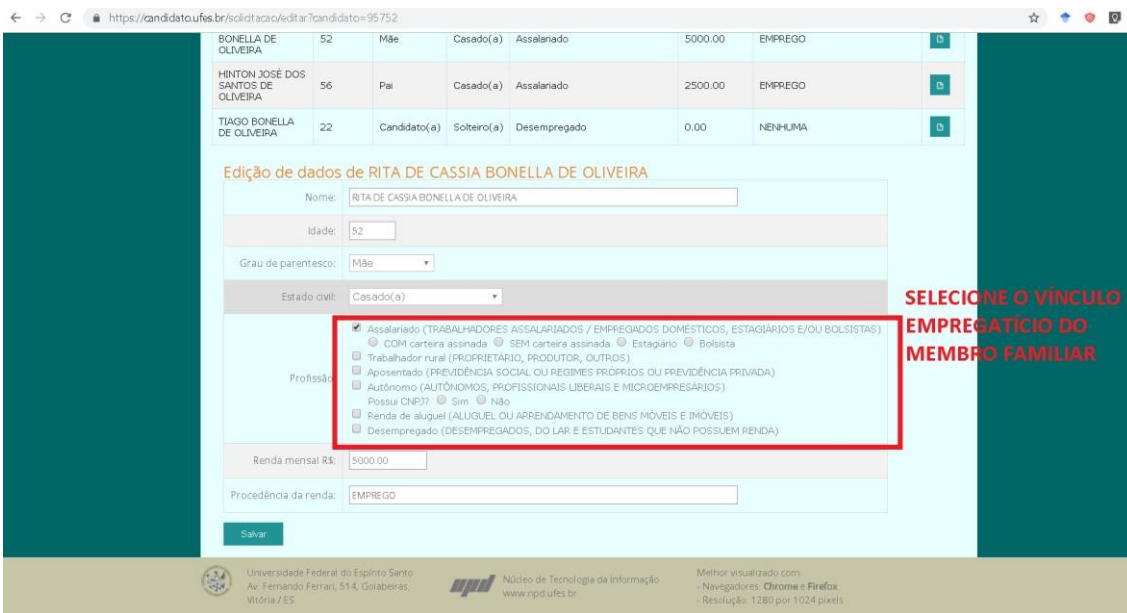 https://candidato.ufes.br/solicitacao/editar?candidato=95752
BONELLA DE OLIVEIRA 52 Mãe Casado(a) Assalariado 5000.00 EMPREGO
HINTON JOSÉ DOS SANTOS DE OLIVEIRA 56 Pai Casado(a) Assalariado 2500.00 EMPREGO
TIAGO BONELLA DE OLIVEIRA 22 Candidato(a) Solteiro(a) Desempregado 0.00 NENHUMA
Edição de dados de RITA DE CASSIA BONELLA DE OLIVEIRA
Nome: RITA DE CASSIA BONELLA DE OLIVEIRA
Idade: 52
Grau de parentesco: Mãe
Estado civil: Casado(a)
Profissão:
Assalariado (TRABALHADORES ASSALARIADOS / EMPREGADOS DOMÉSTICOS, ESTAGIÁRIOS E/OU BOLSISTAS)
COM carteira assinada SEM carteira assinada Estagiário Bolsista
Trabalhador rural (PROPRIETÁRIO, PRODUTOR, OUTROS)
Aposentado (PREVIDÊNCIA SOCIAL OU REGIMES PRÓPRIOS OU PREVIDÊNCIA PRIVADA)
Autônomo (AUTÔNOMOS, PROFISSIONAIS LIBERAIS E MICROEMPRESÁRIOS)
Possui CNPJ? Sim Não
Renda de aluguel (ALUGUEL OU ARRENDAMENTO DE BENS MÓVEIS E IMÓVEIS)
Desempregado (DESEMPREGADOS, DO LAR E ESTUDANTES QUE NÃO POSSUEM RENDA)
SELECIONE O VÍNCULO
EMPREGATÍCIO DO
MEMBRO FAMILIAR
Renda mensal R$: 5000.00
Procedência da renda: EMPREGO
Salvar
Universidade Federal do Espírito Santo
Av. Fernando Ferrari, 514, Goiabeiras,
Vitória / ES
npd
Núcleo de Tecnologia da Informação
www.npd.ufes.br
Melhor visualizado com:
- Navegadores: Chrome e Firefox
- Resolução: 1280 por 1024 pixels